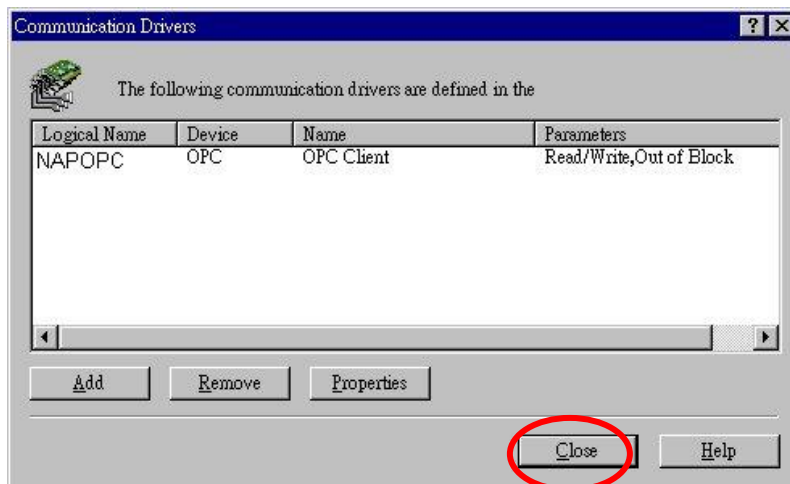 Communication Drivers
The following communication drivers are defined in the
Logical Name Device Name Parameters
NAPOPC OPC OPC Client Read/Write,Out of Block
Add Remove Properties
Close Help